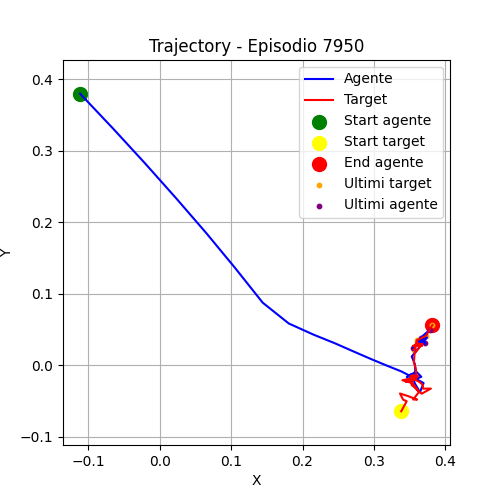 Trajectory - Episodio 7950
Agente
Target
Start agente
Start target
End agente
Ultimi target
Ultimi agente
0.4
0.3
0.2
0.1
0.0
−0.1
Y
−0.1
0.0
0.1
0.2
0.3
0.4
X